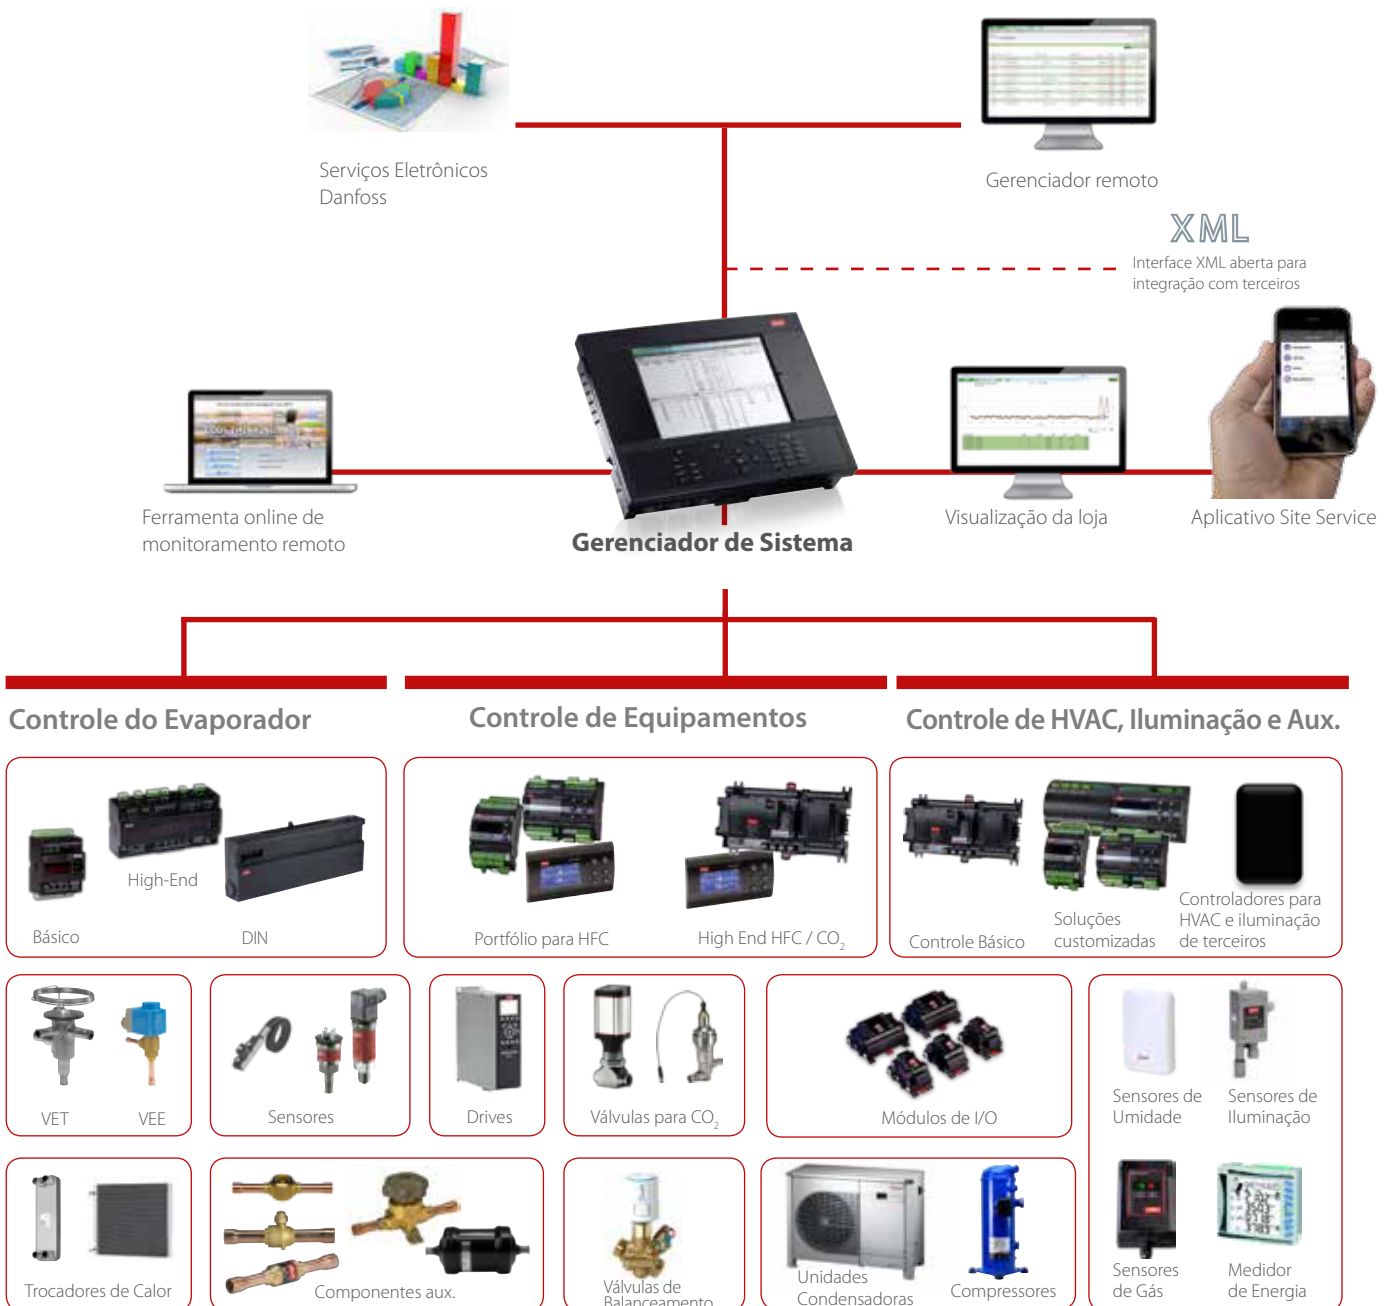 Serviços Eletrônicos
Danfoss
Gerenciador remoto
XML
Interface XML aberta para
integração com terceiros
Ferramenta online de
monitoramento remoto
Gerenciador de Sistema
Visualização da loja
Aplicativo Site Service
Controle do Evaporador
Controle de Equipamentos
Controle de HVAC, Iluminação e Aux.
Básico
High-End
DIN
Portfólio para HFC
High End HFC / CO₂
Controle Básico
Soluções
customizadas
Controladores para
HVAC e iluminação
de terceiros
VET
VEE
Sensores
Drives
Válvulas para CO₂
Módulos de I/O
Sensores de
Umidade
Sensores de
Iluminação
Trocadores de Calor
Componentes aux.
Válvulas de
Balanceamento
Unidades
Condensadoras
Compressores
Sensores
de Gás
Medidor
de Energia